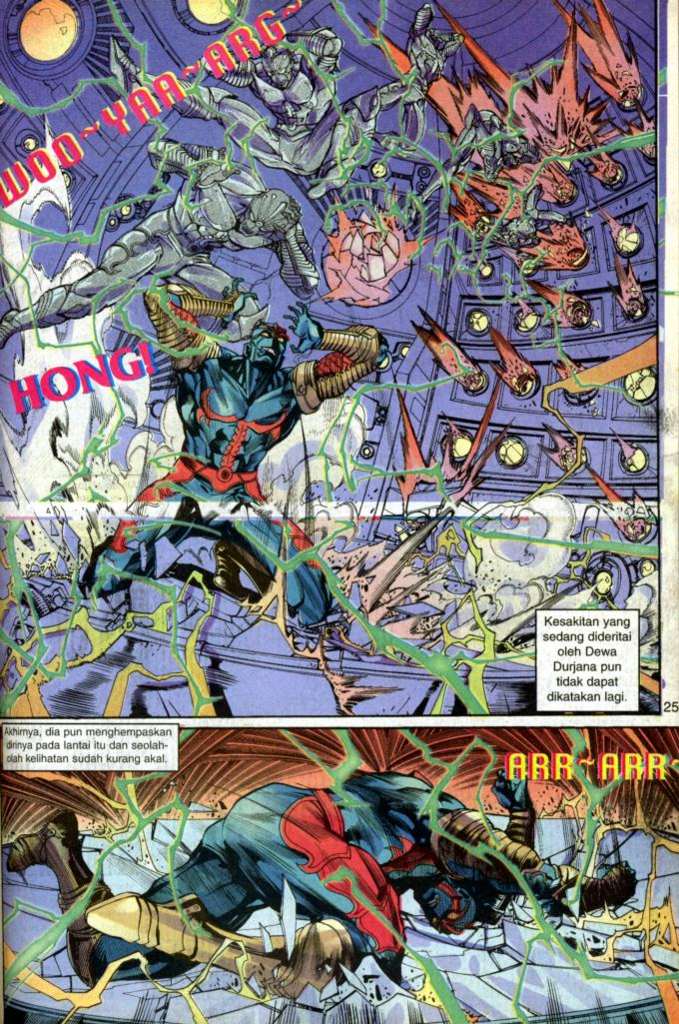 WOO~YAA~ARG~
HONG!
Kesakitan yang
sedang dideritai
oleh Dewa
Durjana pun
tidak dapat
dikatakan lagi.
25
Akhirnya, dia pun menghempaskan
dirinya pada lantai itu dan seolah-
olah kelihatan sudah kurang akal.
ARR~ARR~